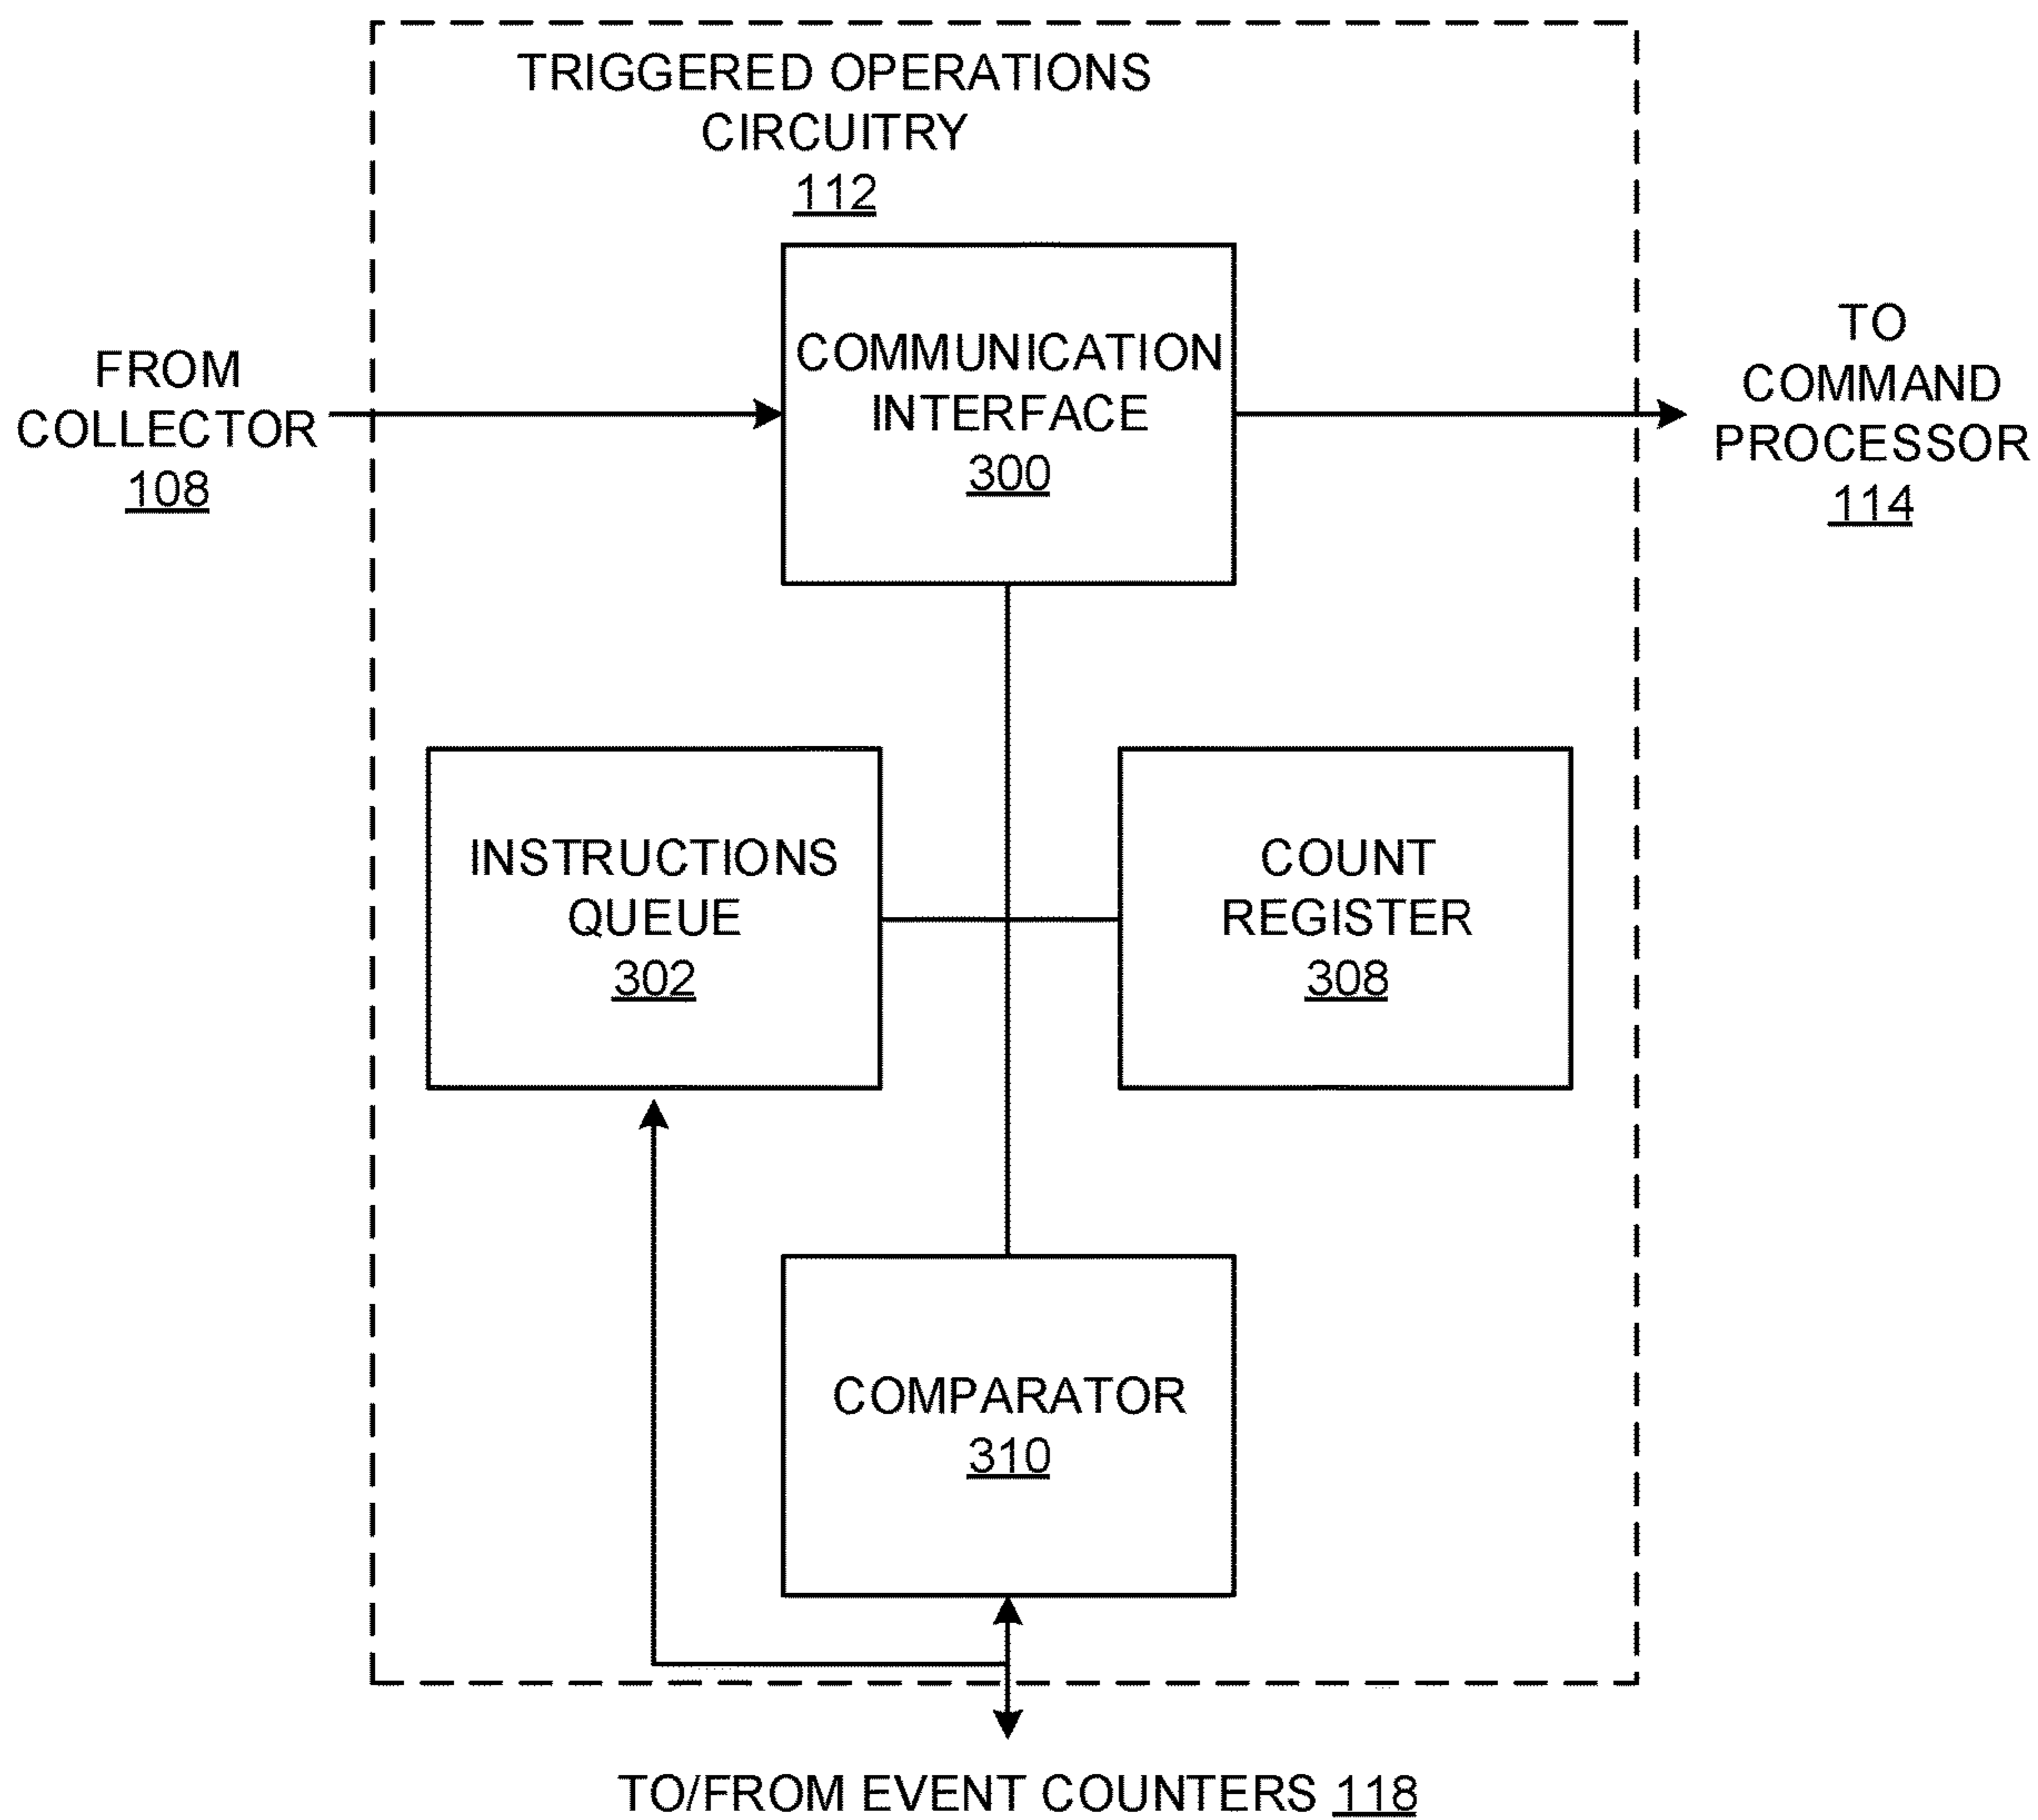 TRIGGERED OPERATIONS
CIRCUITRY
112
FROM
COLLECTOR
108
COMMUNICATION
INTERFACE
300
TO
COMMAND
PROCESSOR
114
INSTRUCTIONS
QUEUE
302
COUNT
REGISTER
308
COMPARATOR
310
TO/FROM EVENT COUNTERS 118